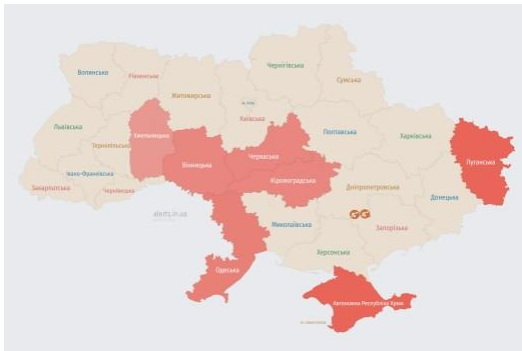 Чернігівська
Волинська
Рівненська
Сумська
Житомирська
Київська
Львівська
Хмельницька
Полтавська
Харківська
Тернопільська
Черкаська
Луганська
Вінницька
Івано-Франківська
Кіровоградська
Закарпатська
Чернівецька
Дніпропетровська
Донецька
alerts.in.ua
GG
Миколаївська
Запорізька
Херсонська
Одеська
Автономна Республіка Крим